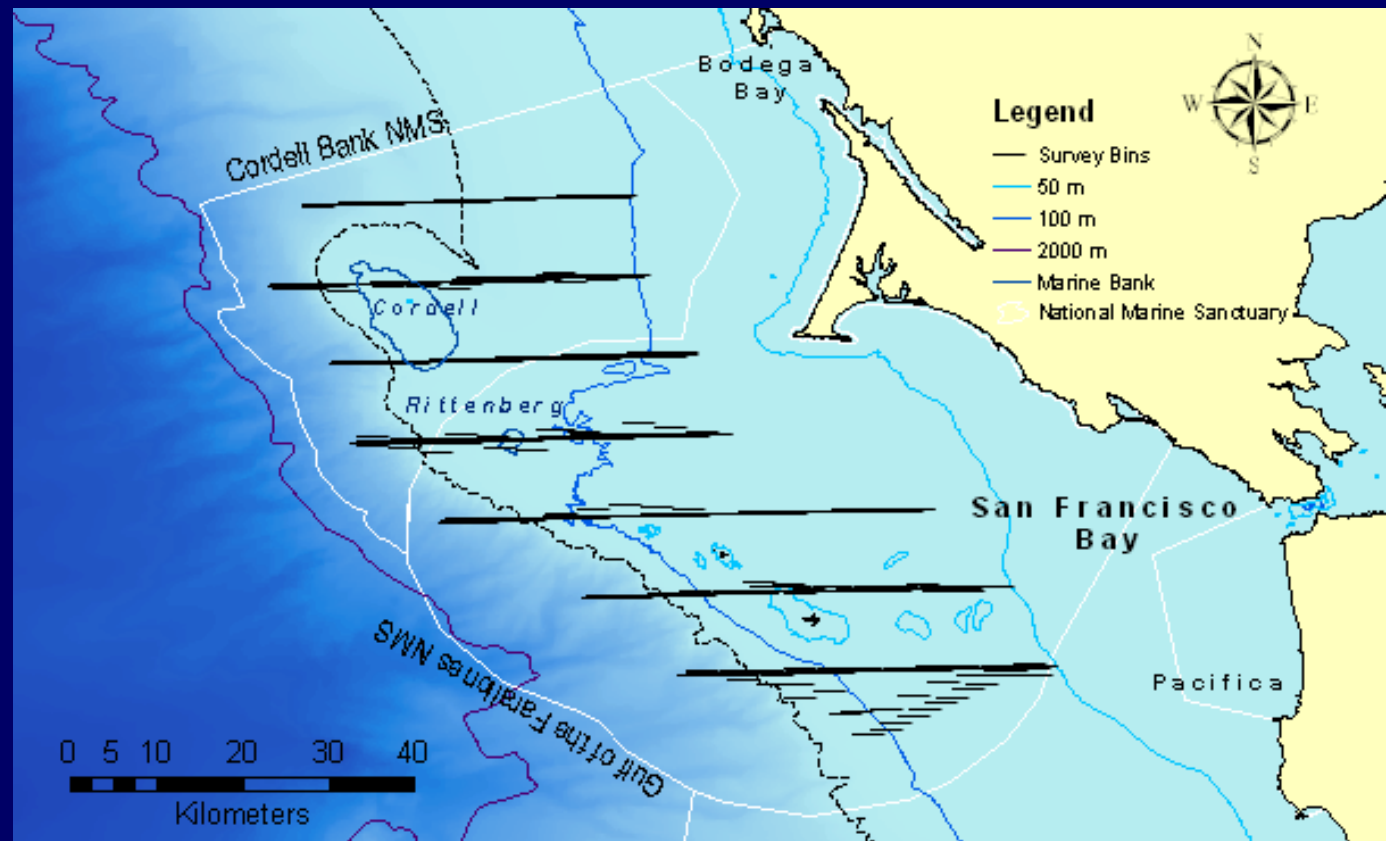 Bodega
Bay
N
W E
S
Legend
Survey Bins
50 m
100 m
2000 m
Marine Bank
National Marine Sanctuary
Cordell Bank NMS
Cordell
Rittenberg
San Francisco
Bay
Pacifica
Gulf of the Farallones NMS
0 5 10 20 30 40
Kilometers